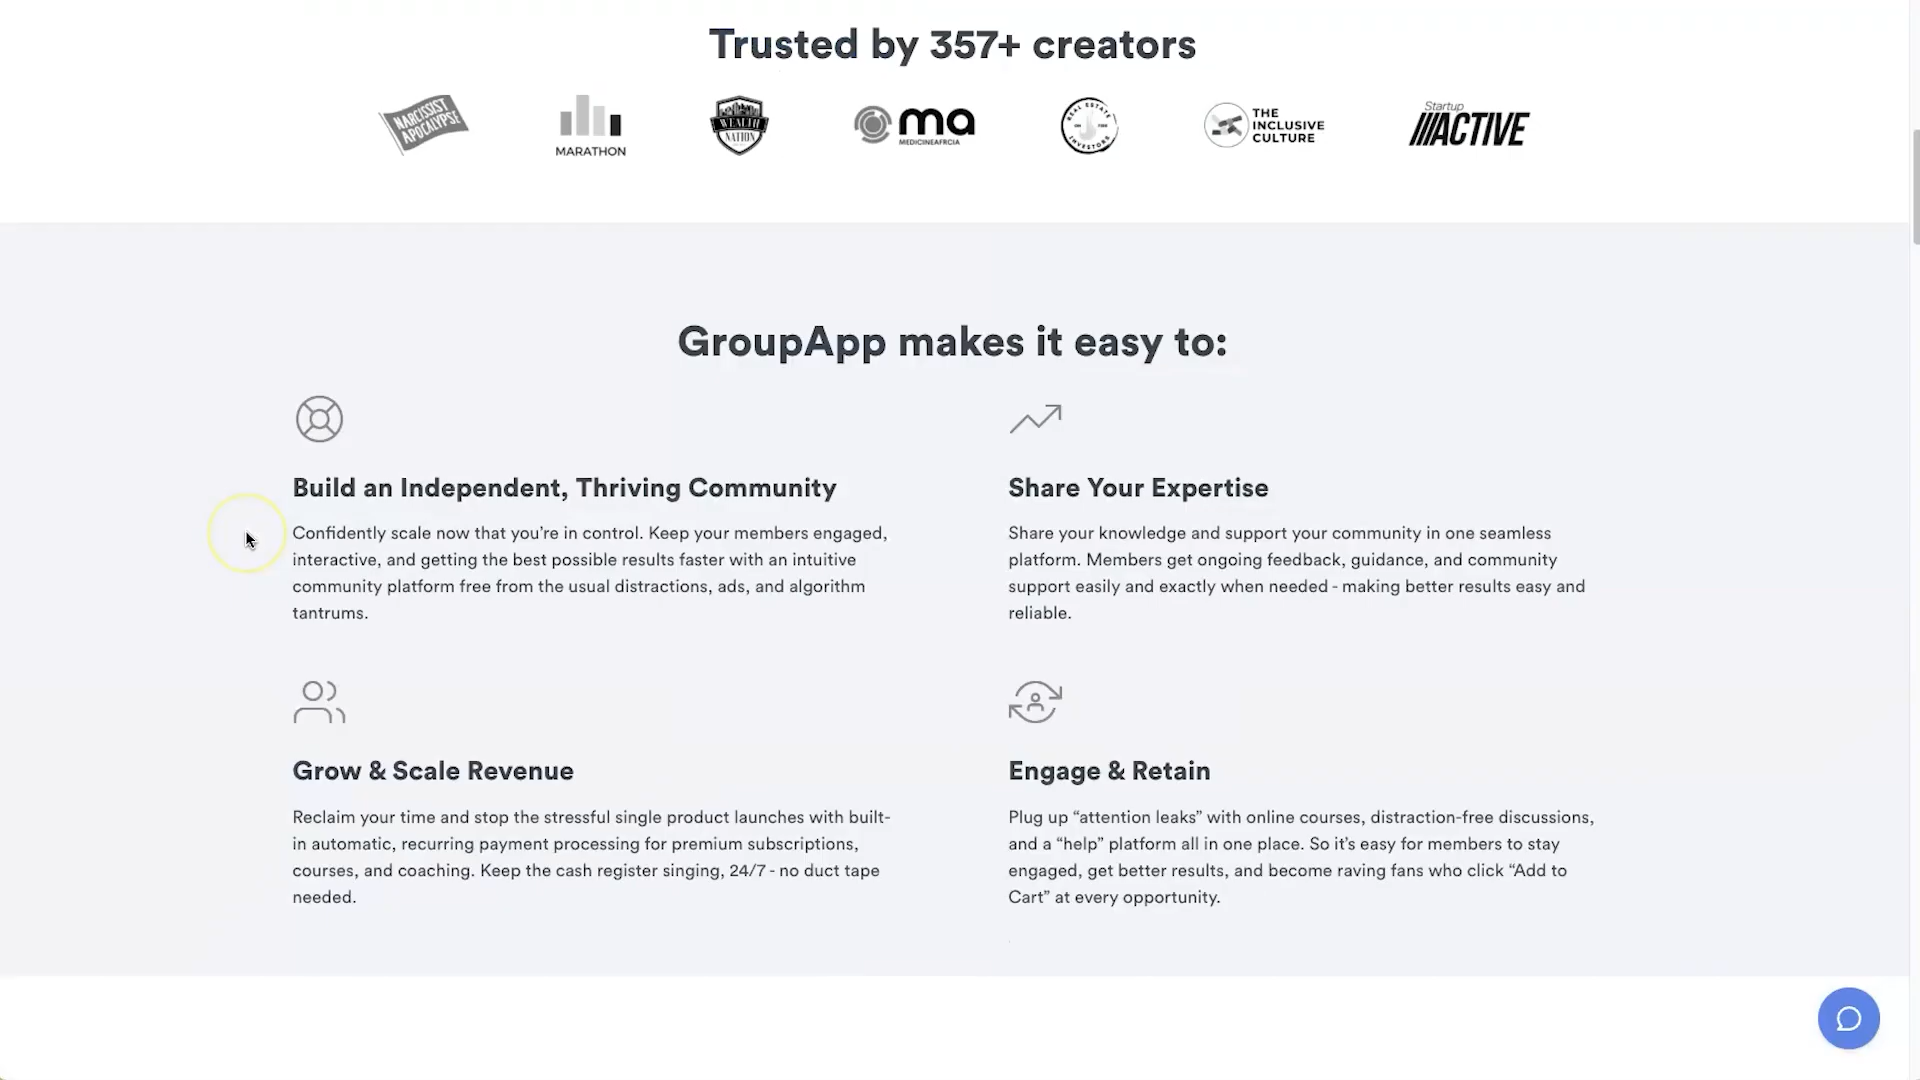 Trusted by 357+ creators
NARCISSIST
APOCALYPSE
MARATHON
WEALTH
NATION
ma
MEDICINEAFRCIA
REAL ESTATE
INVESTORS
THE
INCLUSIVE
CULTURE
Startup
ACTIVE
GroupApp makes it easy to:
Build an Independent, Thriving Community
Confidently scale now that you’re in control. Keep your members engaged,
interactive, and getting the best possible results faster with an intuitive
community platform free from the usual distractions, ads, and algorithm
tantrums.
Share Your Expertise
Share your knowledge and support your community in one seamless
platform. Members get ongoing feedback, guidance, and community
support easily and exactly when needed - making better results easy and
reliable.
Grow & Scale Revenue
Reclaim your time and stop the stressful single product launches with built-
in automatic, recurring payment processing for premium subscriptions,
courses, and coaching. Keep the cash register singing, 24/7 - no duct tape
needed.
Engage & Retain
Plug up “attention leaks” with online courses, distraction-free discussions,
and a “help” platform all in one place. So it’s easy for members to stay
engaged, get better results, and become raving fans who click “Add to
Cart” at every opportunity.